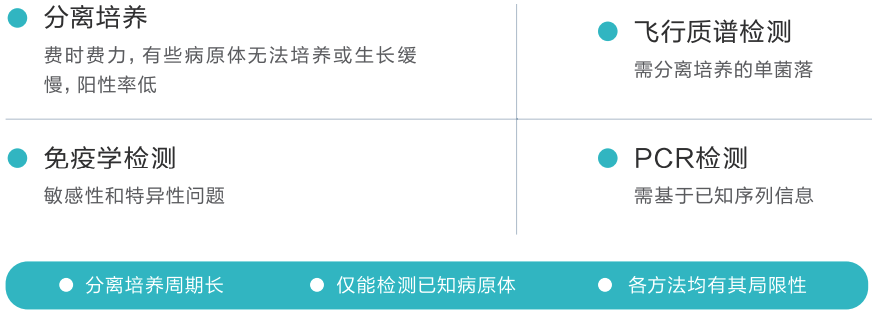 分离培养
费时费力，有些病原体无法培养或生长缓
慢，阳性率低
飞行质谱检测
需分离培养的单菌落
免疫学检测
敏感性和特异性问题
PCR检测
需基于已知序列信息
分离培养周期长
仅能检测已知病原体
各方法均有其局限性